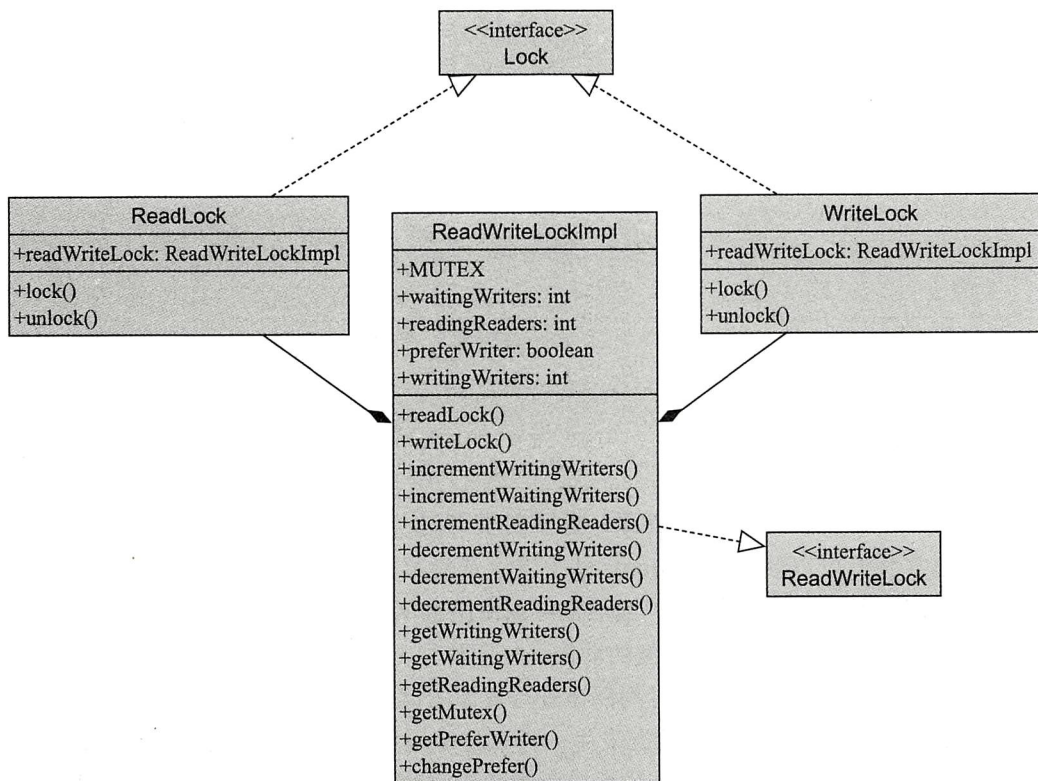 <<interface>>
Lock
ReadLock
+readWriteLock: ReadWriteLockImpl
+lock()
+unlock()
ReadWriteLockImpl
+MUTEX
+waitingWriters: int
+readingReaders: int
+preferWriter: boolean
+writingWriters: int
+readLock()
+writeLock()
+incrementWritingWriters()
+incrementWaitingWriters()
+incrementReadingReaders()
+decrementWritingWriters()
+decrementWaitingWriters()
+decrementReadingReaders()
+getWritingWriters()
+getWaitingWriters()
+getReadingReaders()
+getMutex()
+getPreferWriter()
+changePrefer()
WriteLock
+readWriteLock: ReadWriteLockImpl
+lock()
+unlock()
<<interface>>
ReadWriteLock